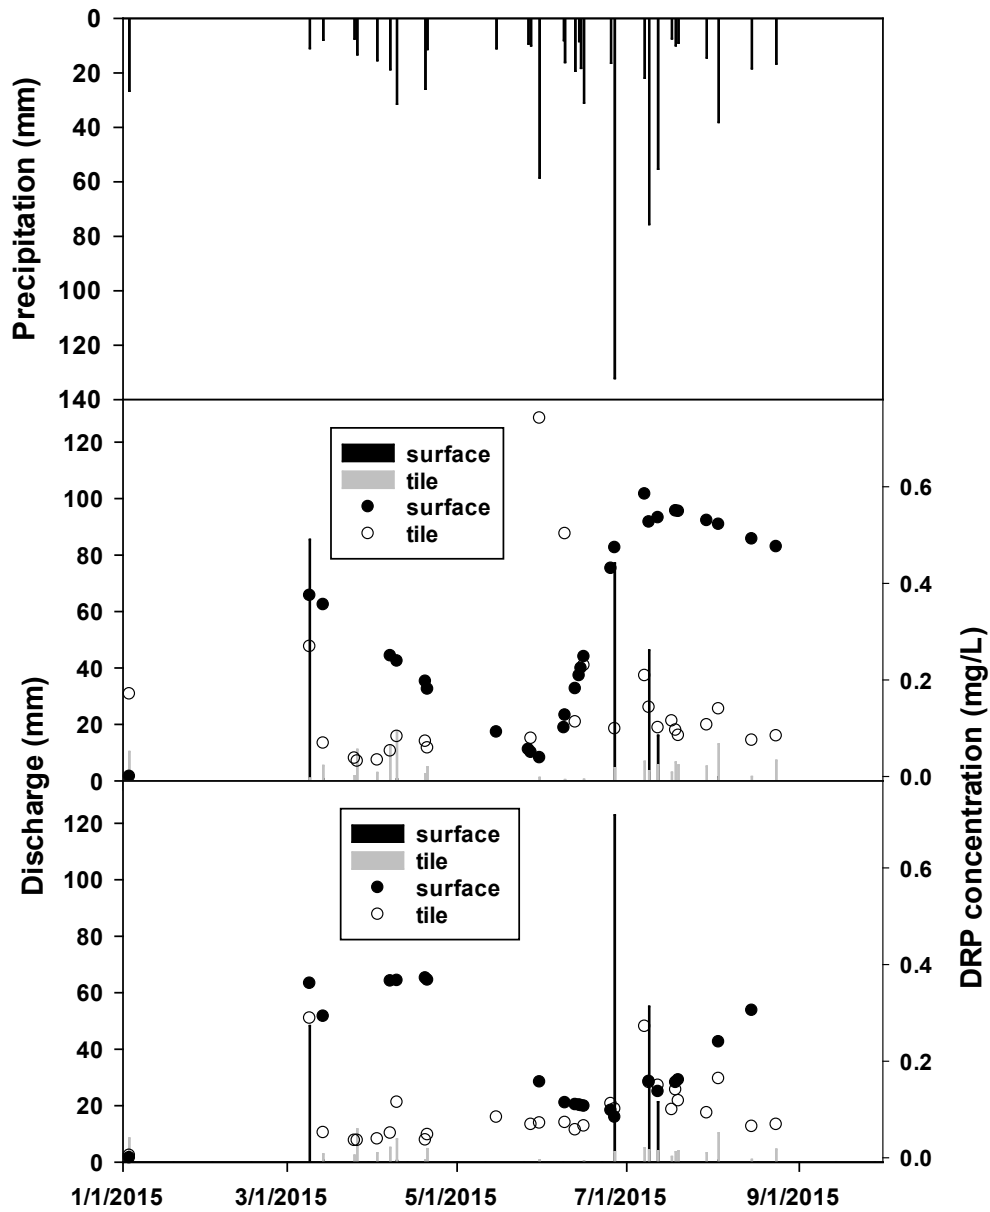 0
20
40
60
80
100
120
140
Precipitation (mm)
120
100
80
60
40
20
0
surface
tile
surface
tile
0.6
0.4
0.2
0.0
Discharge (mm)
DRP concentration (mg/L)
120
100
80
60
40
20
0
surface
tile
surface
tile
0.6
0.4
0.2
0.0
1/1/2015 3/1/2015 5/1/2015 7/1/2015 9/1/2015